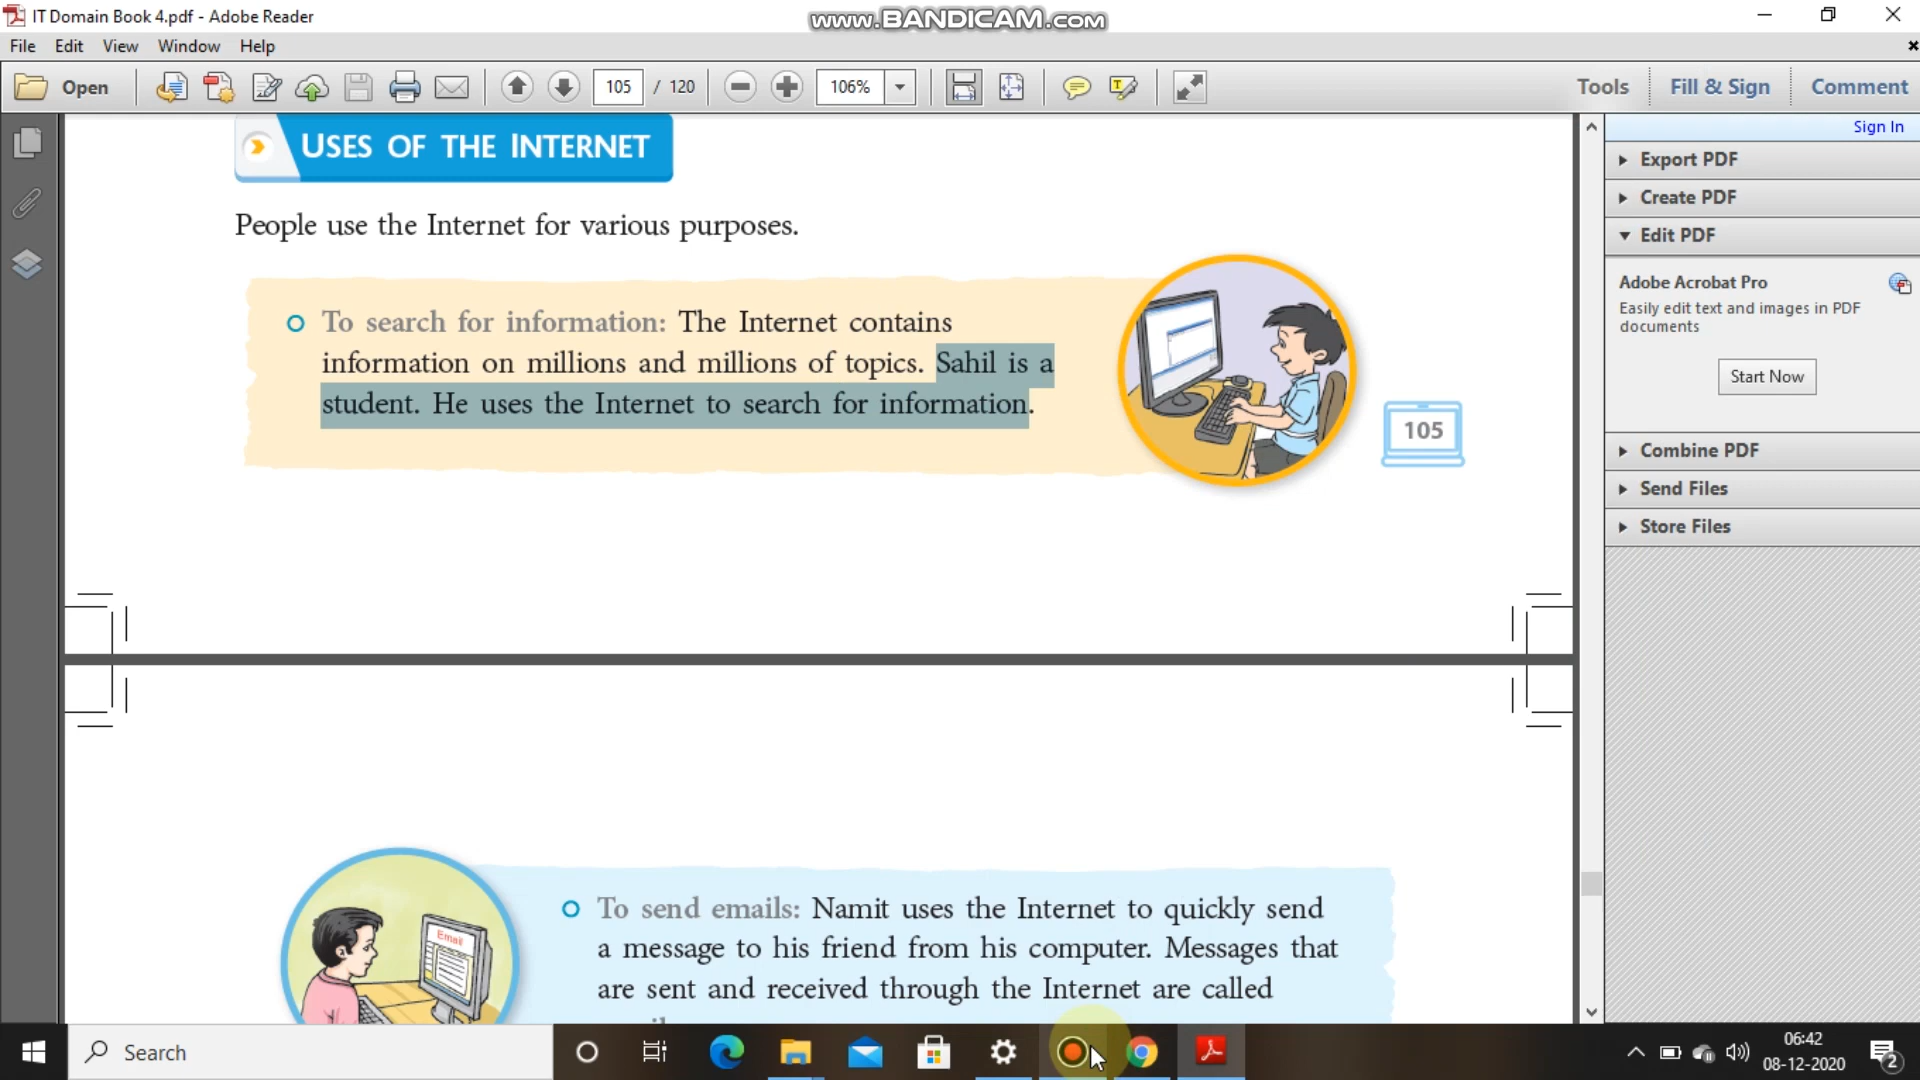 IT Domain Book 4.pdf - Adobe Reader
www.BANDICAM.com
File Edit View Window Help
Open
105 / 120
106%
Tools Fill & Sign Comment
USES OF THE INTERNET
People use the Internet for various purposes.
To search for information: The Internet contains
information on millions and millions of topics. Sahil is a
student. He uses the Internet to search for information.
105
To send emails: Namit uses the Internet to quickly send
a message to his friend from his computer. Messages that
are sent and received through the Internet are called
Email
Sign In
Export PDF
Create PDF
Edit PDF
Adobe Acrobat Pro
Easily edit text and images in PDF
documents
Start Now
Combine PDF
Send Files
Store Files
Search
06:42
08-12-2020
2